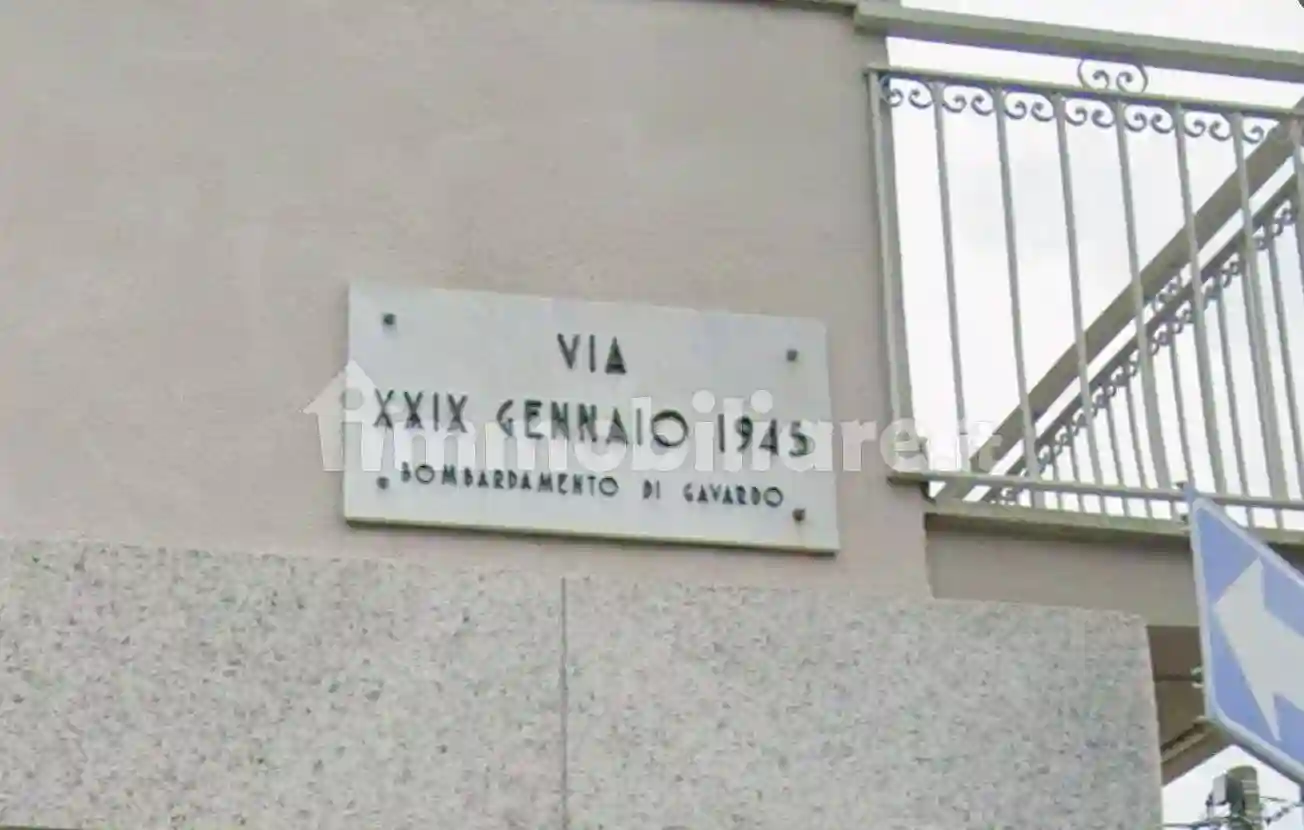 VIA
XXIX GENNAIO 1945
BOMBARDAMENTO DI GAVARDO
immobiliare.it